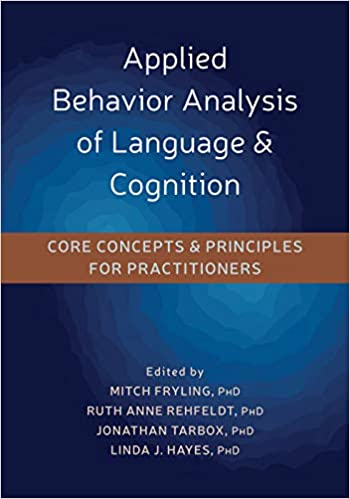 Applied
Behavior Analysis
of Language &
Cognition
CORE CONCEPTS & PRINCIPLES
FOR PRACTITIONERS
Edited by
MITCH FRYLING, PHD
RUTH ANNE REHFELDT, PHD
JONATHAN TARBOX, PHD
LINDA J. HAYES, PHD